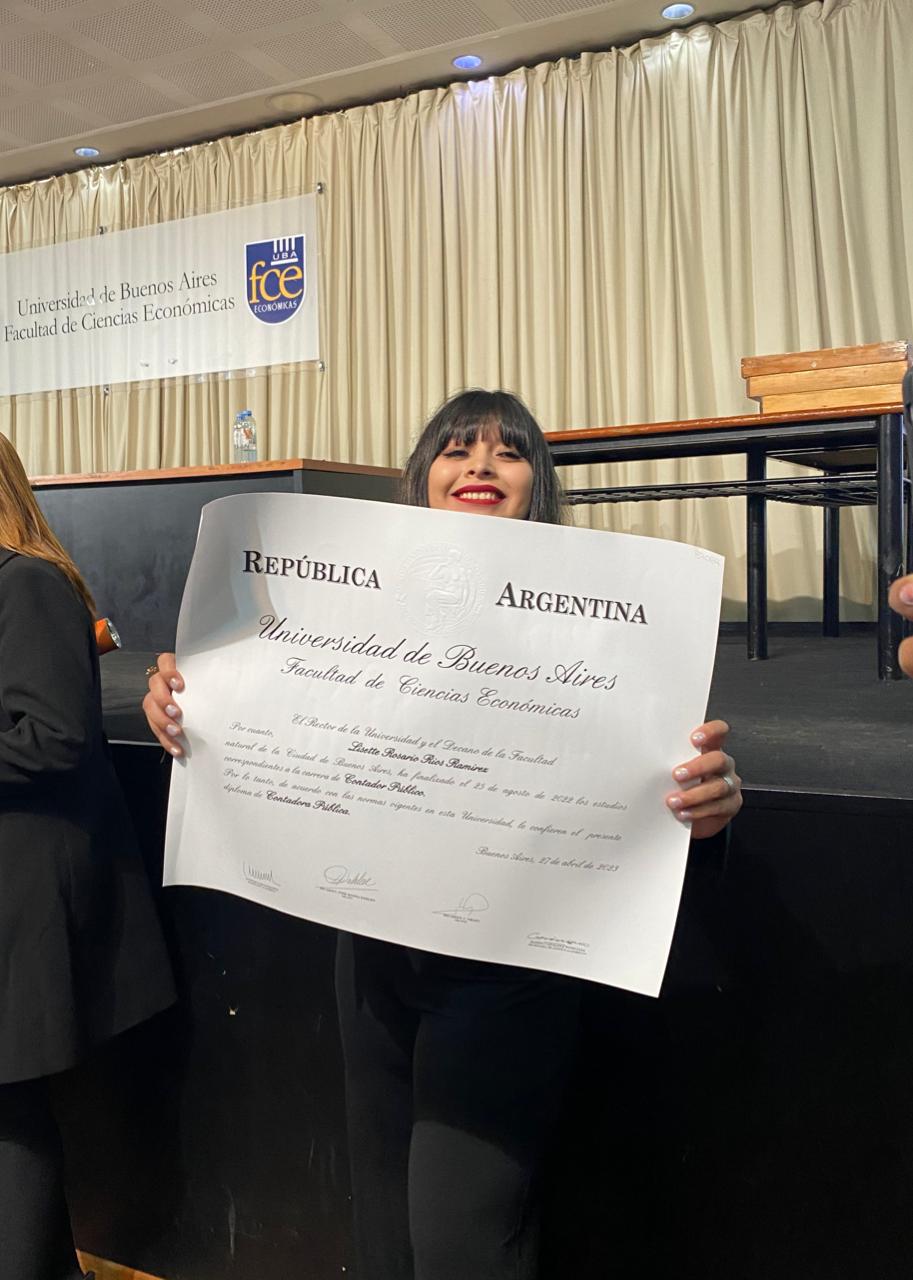 Universidad de Buenos Aires
Facultad de Ciencias Económicas
UBA
fce
ECONÓMICAS
REPÚBLICA ARGENTINA
Universidad de Buenos Aires
Facultad de Ciencias Económicas
El Rector de la Universidad y el Decano de la Facultad
Por cuanto, Lisette Rosario Rios Ramirez
natural de la Ciudad de Buenos Aires, ha finalizado el 25 de agosto de 2022 los estudios
correspondientes a la carrera de Contador Público.
Por lo tanto, de acuerdo con las normas vigentes en esta Universidad, le confieren el presente
diploma de Contadora Pública.
Buenos Aires, 27 de abril de 2023